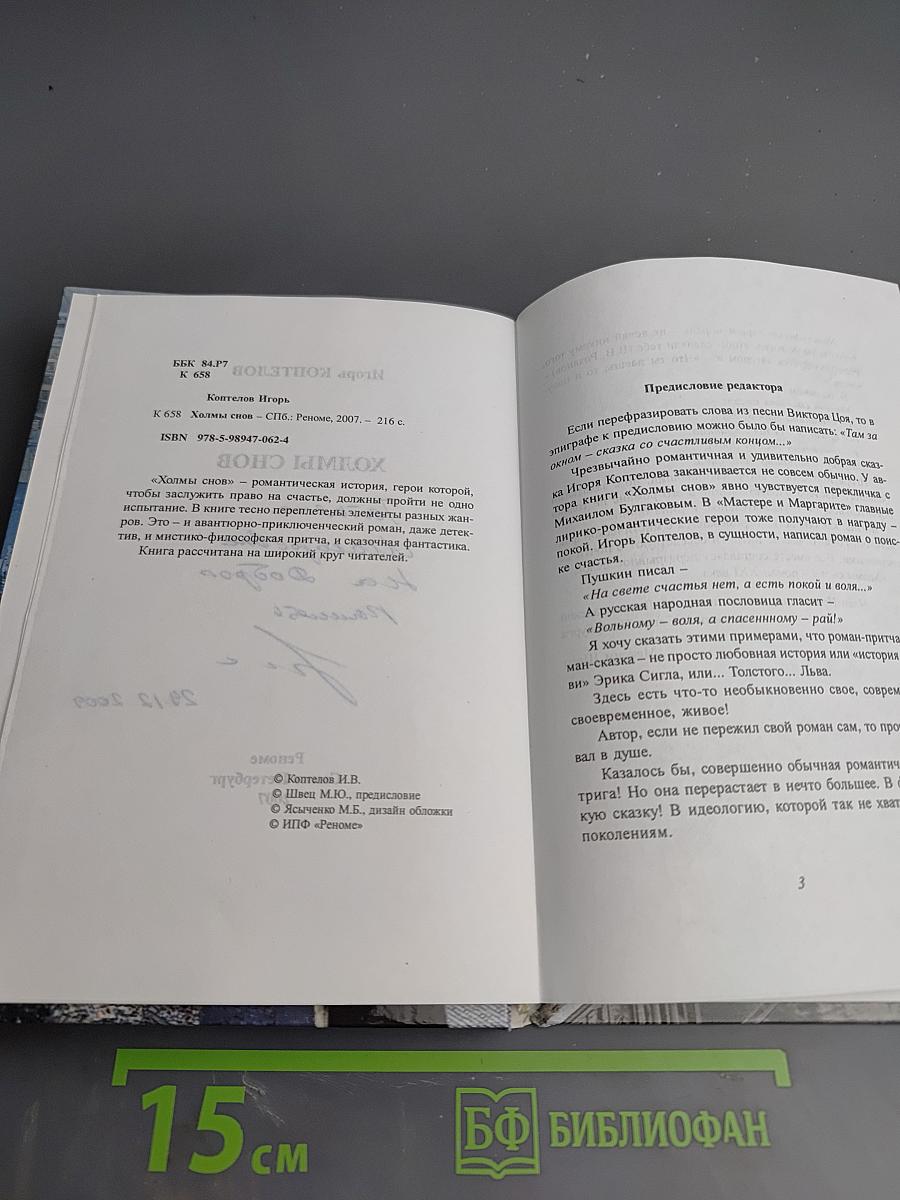 ББК 84.Р7
К 658
Коптелов Игорь
К 658 Холмы снов – СПб.: Реноме, 2007. – 216 с.
ISBN 978-5-98947-062-4
«Холмы снов» – романтическая история, герои которой,
чтобы заслужить право на счастье, должны пройти не одно
испытание. В книге тесно переплетены элементы разных жан-
ров. Это – и авантюрно-приключенческий роман, даже детек-
тив, и мистико-философская притча, и сказочная фантастика.
Книга рассчитана на широкий круг читателей.
© Коптелов И.В.
© Швец М.Ю., предисловие
© Ясыченко М.Б., дизайн обложки
© ИПФ «Реноме»
Предисловие редактора
Если перефразировать слова из песни Виктора Цоя, то в
эпиграфе к предисловию можно было бы написать: «Там за
окном – сказка со счастливым концом...»
Чрезвычайно романтичная и удивительно добрая сказ-
ка Игоря Коптелова заканчивается не совсем обычно. У ав-
тора книги «Холмы снов» явно чувствуется перекличка с
Михаилом Булгаковым. В «Мастере и Маргарите» главные
лирико-романтические герои тоже получают в награду –
покой. Игорь Коптелов, в сущности, написал роман о поис-
ке счастья.
Пушкин писал –
«На свете счастья нет, а есть покой и воля...»
А русская народная пословица гласит –
«Вольному – воля, а спасеннному – рай!»
Я хочу сказать этими примерами, что роман-притча
ман-сказка – не просто любовная история или «история
ви» Эрика Сигла, или... Толстого... Льва.
Здесь есть что-то необыкновенно свое, соврем
своевременное, живое!
Автор, если не пережил свой роман сам, то про
вал в душе.
Казалось бы, совершенно обычная романтич
трига! Но она перерастает в нечто большее. В
кую сказку! В идеологию, которой так не хват
поколениям.
3
15 см
БФ БИБЛИОФАН